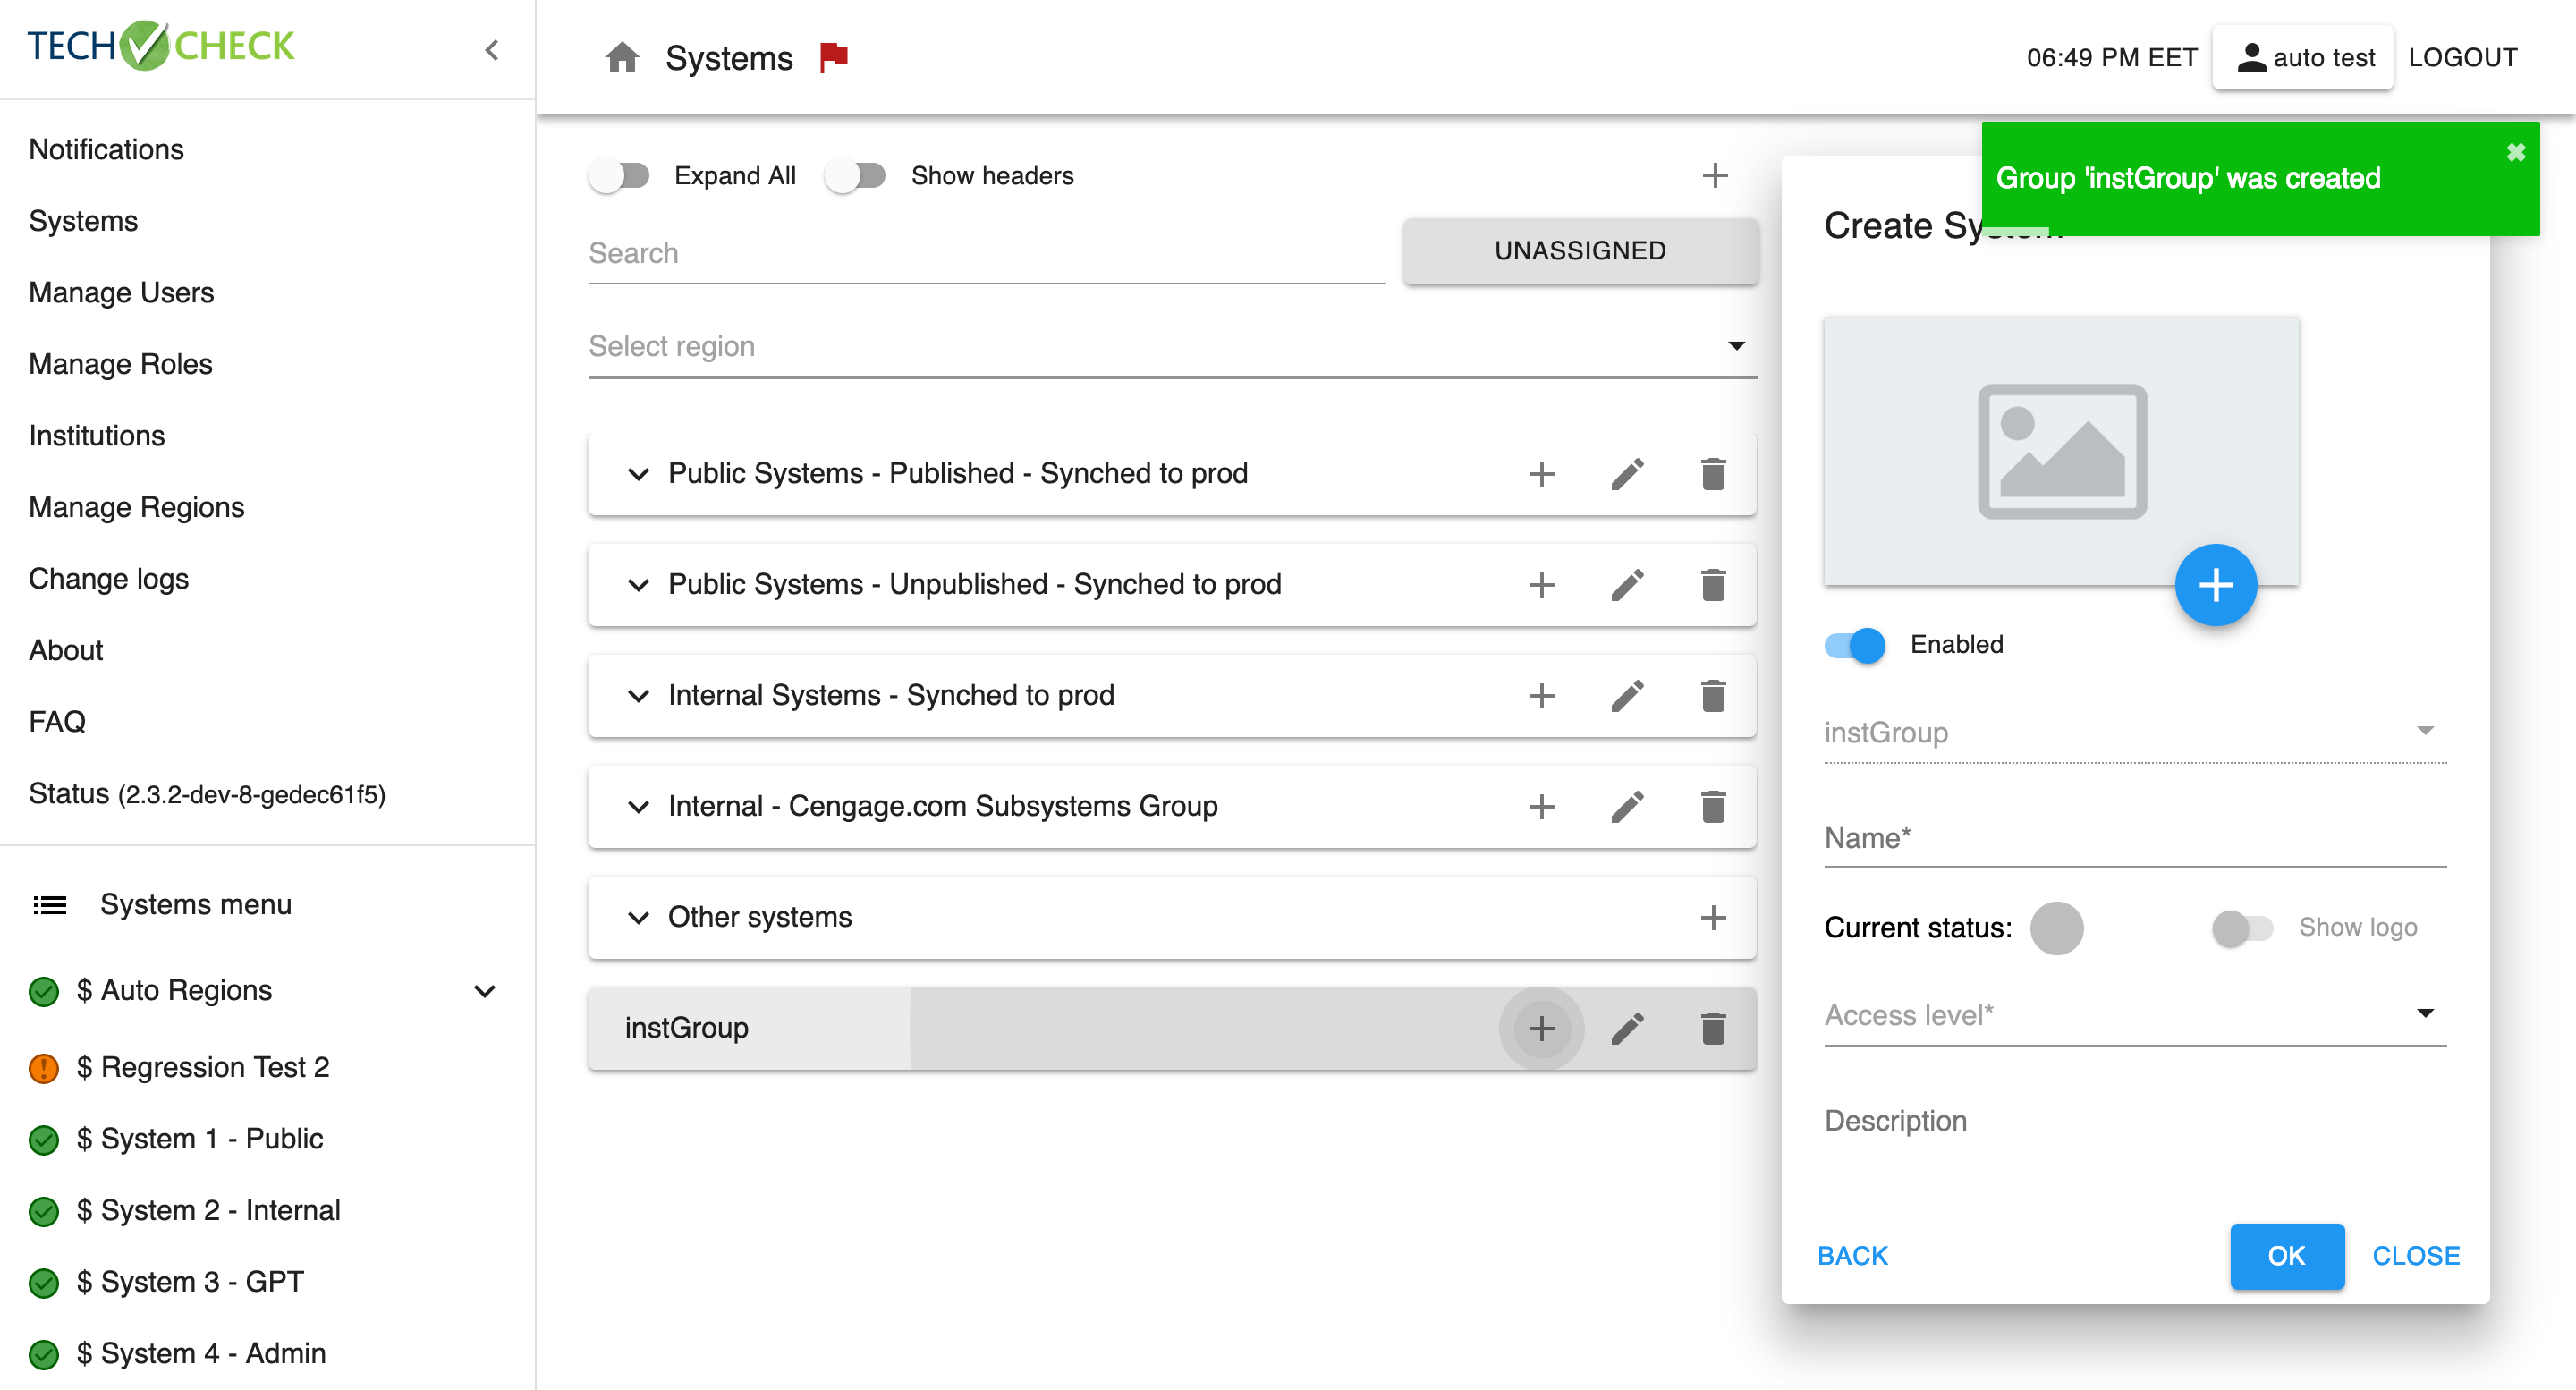 TECH CHECK
Notifications
Systems
Manage Users
Manage Roles
Institutions
Manage Regions
Change logs
About
FAQ
Status (2.3.2-dev-8-gedec61f5)
Systems menu
$ Auto Regions
$ Regression Test 2
$ System 1 - Public
$ System 2 - Internal
$ System 3 - GPT
$ System 4 - Admin
Systems
06:49 PM EET
auto test
LOGOUT
Expand All
Show headers
Search
UNASSIGNED
Select region
Public Systems - Published - Synched to prod
Public Systems - Unpublished - Synched to prod
Internal Systems - Synched to prod
Internal - Cengage.com Subsystems Group
Other systems
instGroup
Group 'instGroup' was created
Create System
Enabled
instGroup
Name*
Current status:
Show logo
Access level*
Description
BACK
OK
CLOSE